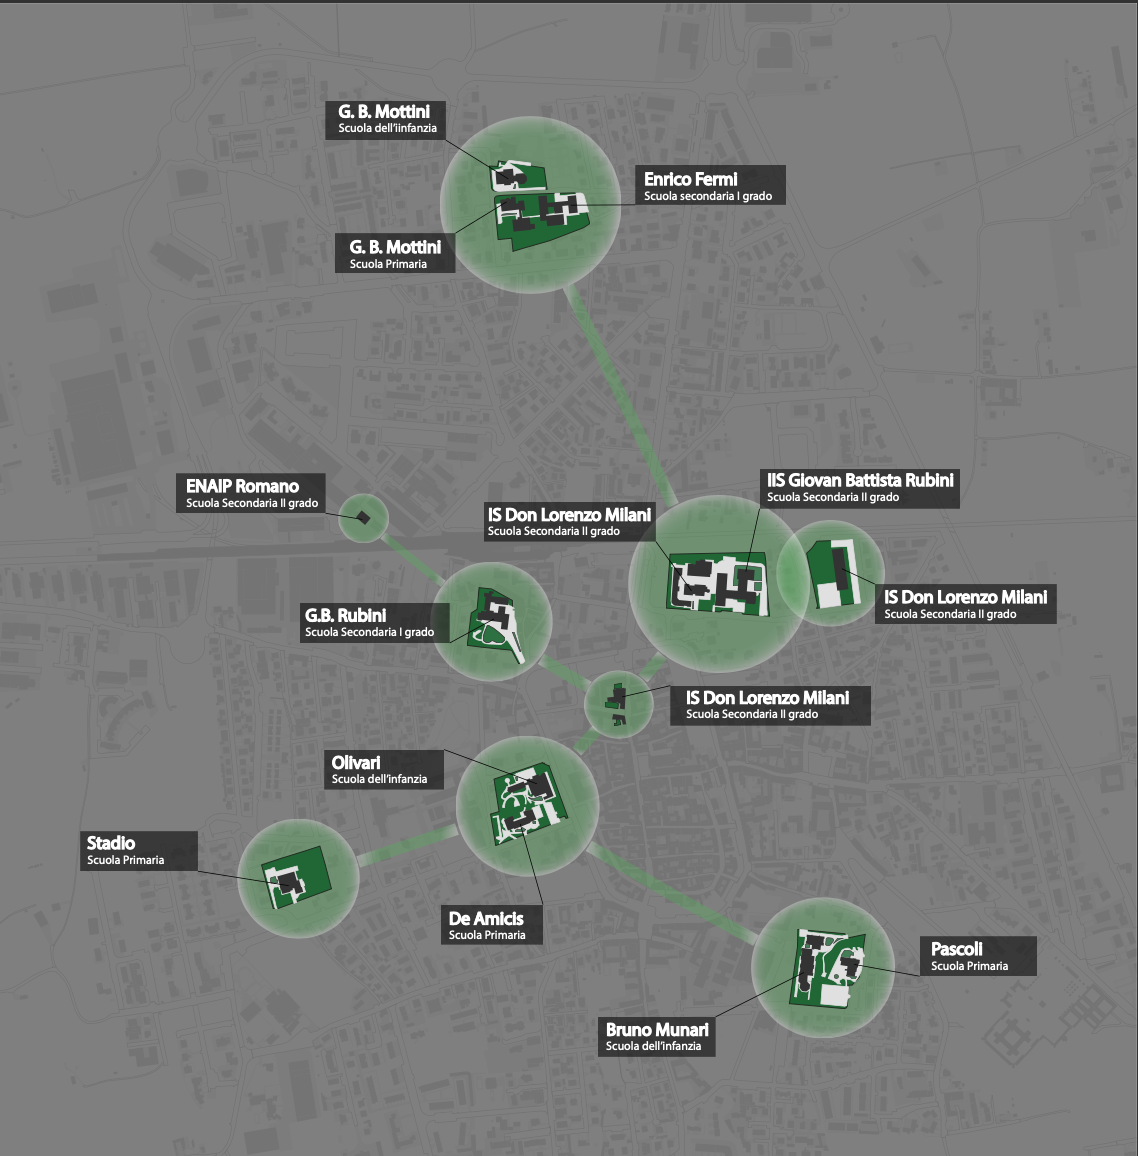 G. B. Mottini
Scuola dell'iinfanzia
Enrico Fermi
Scuola secondaria I grado
G. B. Mottini
Scuola Primaria
IIS Giovan Battista Rubini
Scuola Secondaria II grado
ENAIP Romano
Scuola Secondaria II grado
IS Don Lorenzo Milani
Scuola Secondaria II grado
IS Don Lorenzo Milani
Scuola Secondaria II grado
G.B. Rubini
Scuola Secondaria I grado
IS Don Lorenzo Milani
Scuola Secondaria II grado
Olivari
Scuola dell'infanzia
Stadio
Scuola Primaria
De Amicis
Scuola Primaria
Pascoli
Scuola Primaria
Bruno Munari
Scuola dell'infanzia